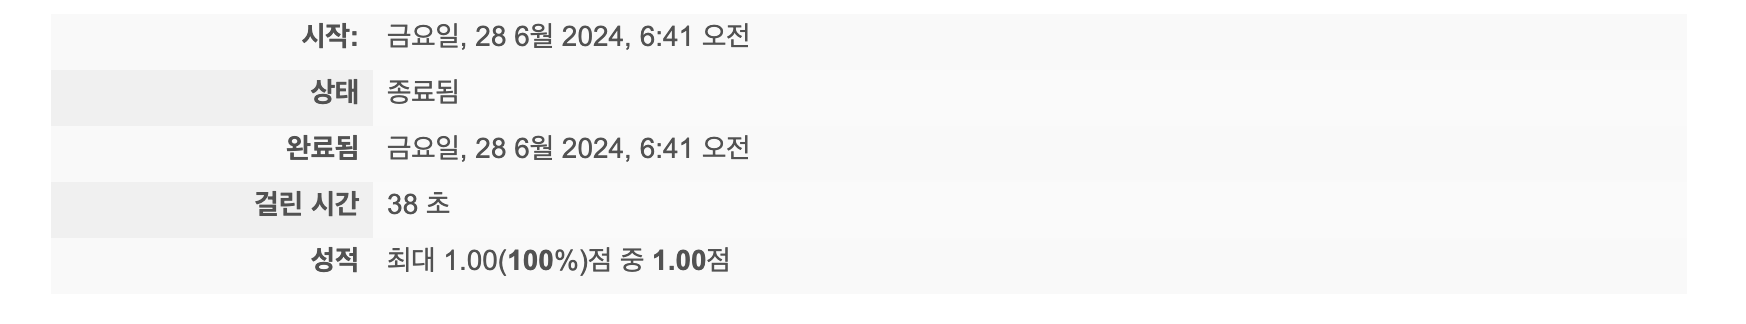 시작: 금요일, 28 6월 2024, 6:41 오전
상태 종료됨
완료됨 금요일, 28 6월 2024, 6:41 오전
걸린 시간 38 초
성적 최대 1.00(100%)점 중 1.00점